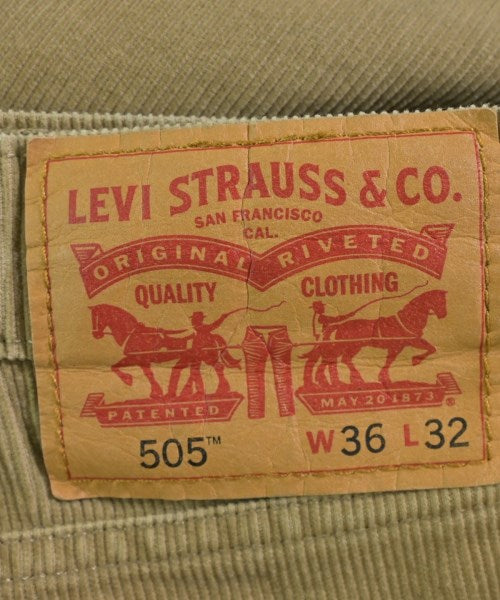 LEVI STRAUSS & CO.
SAN FRANCISCO
CAL.
ORIGINAL RIVETED
QUALITY CLOTHING
PATENTED MAY 20 1873 ®
505™ W36 L32